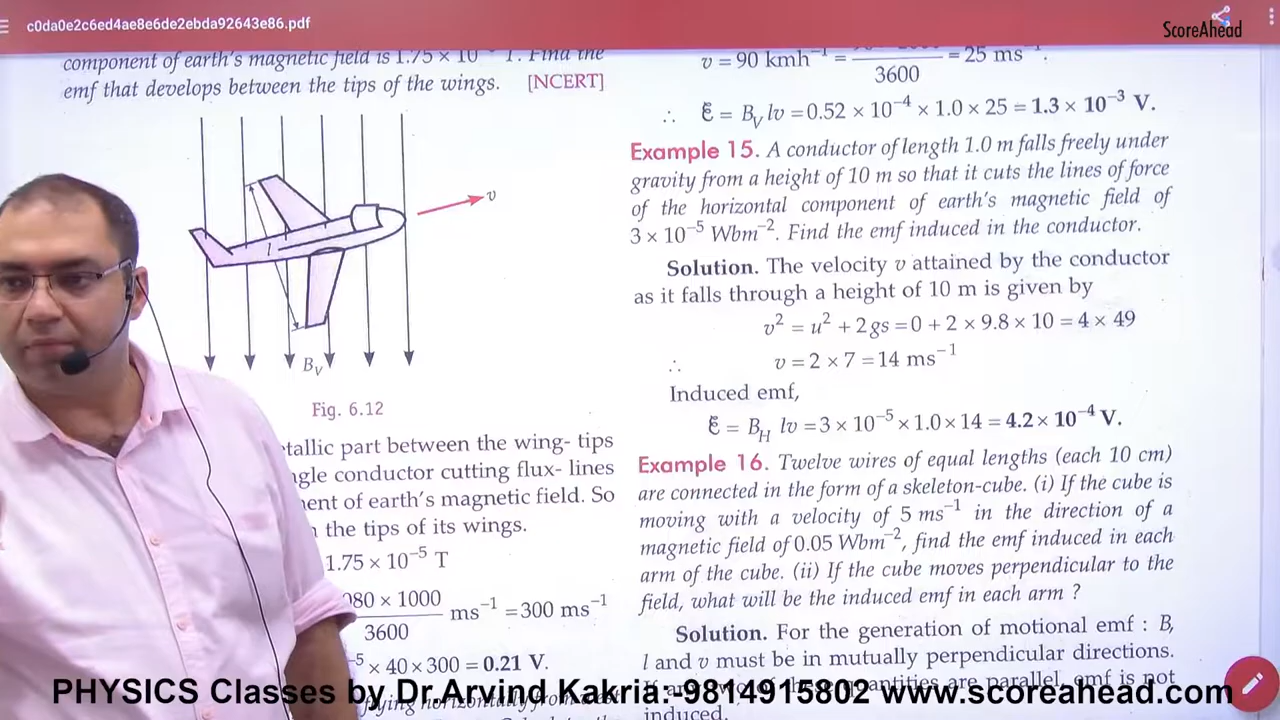 c0da0e2c6ed4ae8e6de2ebda92643e86.pdf
ScoreAhead
component of earth's magnetic field is 1.75 × 10 T. Find the
emf that develops between the tips of the wings. [NCERT]
v
l
B_V
Fig. 6.12
tallic part between the wing- tips
ngle conductor cutting flux- lines
nent of earth's magnetic field. So
the tips of its wings.
1.75 × 10⁻⁵ T
080 × 1000 / 3600 ms⁻¹ = 300 ms⁻¹
⁻⁵ × 40 × 300 = 0.21 V.
flying horizontally from
v = 90 kmh⁻¹ = / 3600 = 25 ms⁻¹.
∴ ℰ = B_V lv = 0.52 × 10⁻⁴ × 1.0 × 25 = 1.3 × 10⁻³ V.
Example 15. A conductor of length 1.0 m falls freely under
gravity from a height of 10 m so that it cuts the lines of force
of the horizontal component of earth's magnetic field of
3 × 10⁻⁵ Wbm⁻². Find the emf induced in the conductor.
Solution. The velocity v attained by the conductor
as it falls through a height of 10 m is given by
v² = u² + 2gs = 0 + 2 × 9.8 × 10 = 4 × 49
∴ v = 2 × 7 = 14 ms⁻¹
Induced emf,
ℰ = B_H lv = 3 × 10⁻⁵ × 1.0 × 14 = 4.2 × 10⁻⁴ V.
Example 16. Twelve wires of equal lengths (each 10 cm)
are connected in the form of a skeleton-cube. (i) If the cube is
moving with a velocity of 5 ms⁻¹ in the direction of a
magnetic field of 0.05 Wbm⁻², find the emf induced in each
arm of the cube. (ii) If the cube moves perpendicular to the
field, what will be the induced emf in each arm ?
Solution. For the generation of motional emf : B,
l and v must be in mutually perpendicular directions.
quantities are parallel, emf is not
induced.
PHYSICS Classes by Dr.Arvind Kakria:-9814915802 www.scoreahead.com